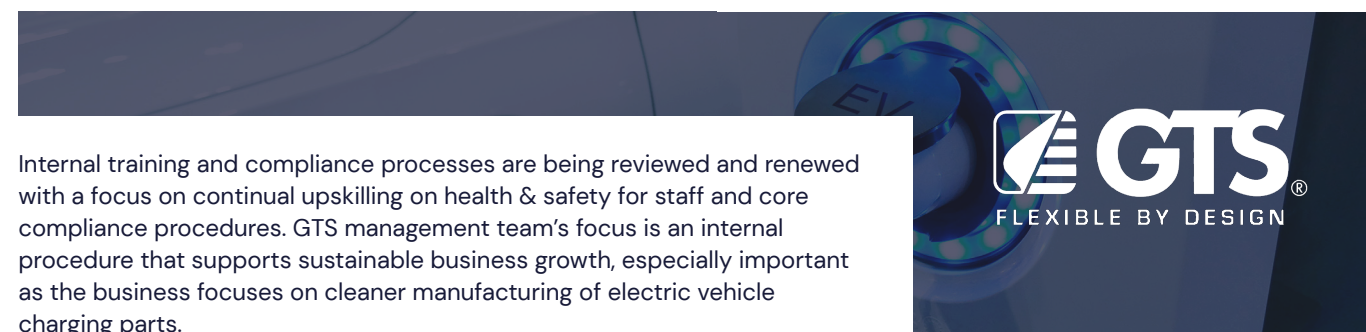 EV
Internal training and compliance processes are being reviewed and renewed
with a focus on continual upskilling on health & safety for staff and core
compliance procedures. GTS management team’s focus is an internal
procedure that supports sustainable business growth, especially important
as the business focuses on cleaner manufacturing of electric vehicle
charging parts.
GTS®
FLEXIBLE BY DESIGN